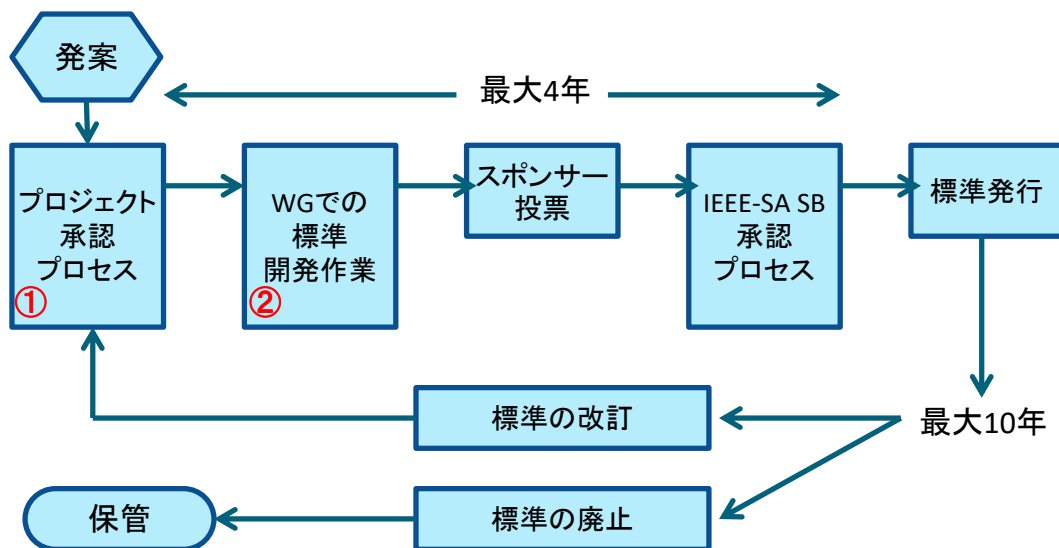 発案
最大4年
プロジェクト
承認
プロセス
①
WGでの
標準
開発作業
②
スポンサー
投票
IEEE-SA SB
承認
プロセス
標準発行
標準の改訂
最大10年
保管
標準の廃止